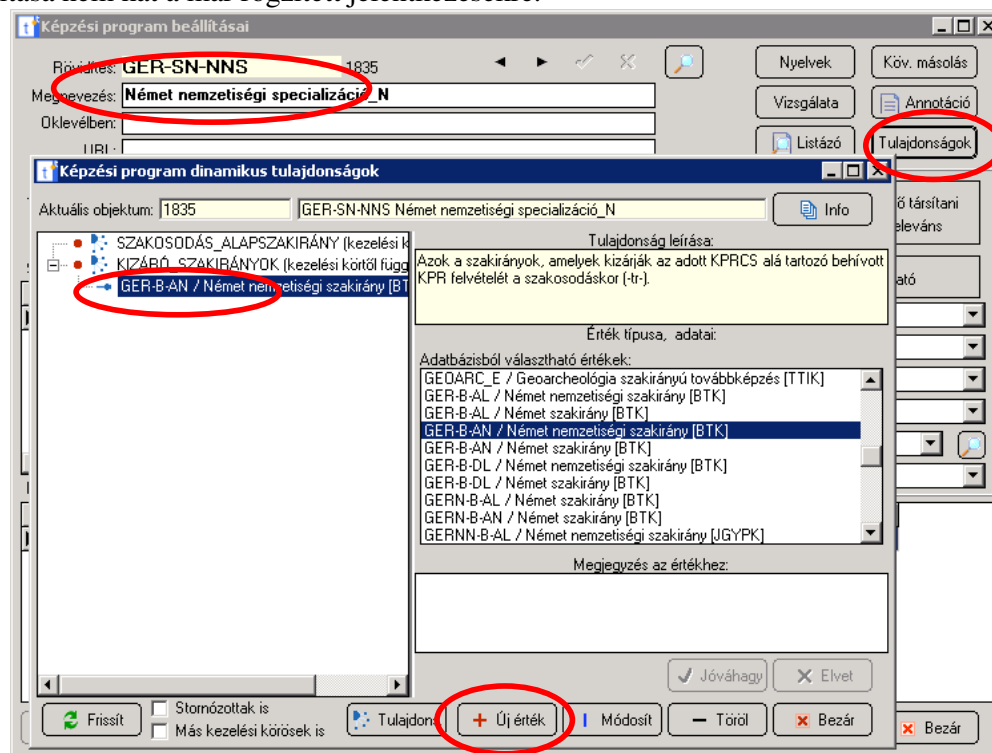 Képzési program beállításai
Rövidítés: GER-SN-NNS 1835
Nyelvek
Köv. másolás
Megnevezés: Német nemzetiségi specializáció_N
Vizsgálata
Annotáció
Oklevélben:
Listázó
Tulajdonságok
URL:
Képzési program dinamikus tulajdonságok
Aktuális objektum: 1835 GER-SN-NNS Német nemzetiségi specializáció_N
Info
ő társítani
eleváns
ató
SZAKOSODÁS_ALAPSZAKIRÁNY (kezelési k
KIZÁRÓ_SZAKIRÁNYOK (kezelési körtől függ
GER-B-AN / Német nemzetiségi szakirány [BT
Tulajdonság leírása:
Azok a szakirányok, amelyek kizárják az adott KPRCS alá tartozó behívott
KPR felvételét a szakosodáskor (-tr-).
Érték típusa, adatai:
Adatbázisból választható értékek:
GEOARC_E / Geoarcheológia szakirányú továbbképzés [TTIK]
GER-B-AL / Német nemzetiségi szakirány [BTK]
GER-B-AL / Német szakirány [BTK]
GER-B-AN / Német nemzetiségi szakirány [BTK]
GER-B-AN / Német szakirány [BTK]
GER-B-DL / Német nemzetiségi szakirány [BTK]
GER-B-DL / Német szakirány [BTK]
GERN-B-AL / Német szakirány [BTK]
GERN-B-AN / Német szakirány [BTK]
GERNN-B-AL / Német nemzetiségi szakirány [JGYPK]
Megjegyzés az értékhez:
Jóváhagy
Elvet
Frissít
Stornózottak is
Más kezelési körösek is
Tulajdons
Új érték
Módosít
Töröl
Bezár
Bezár